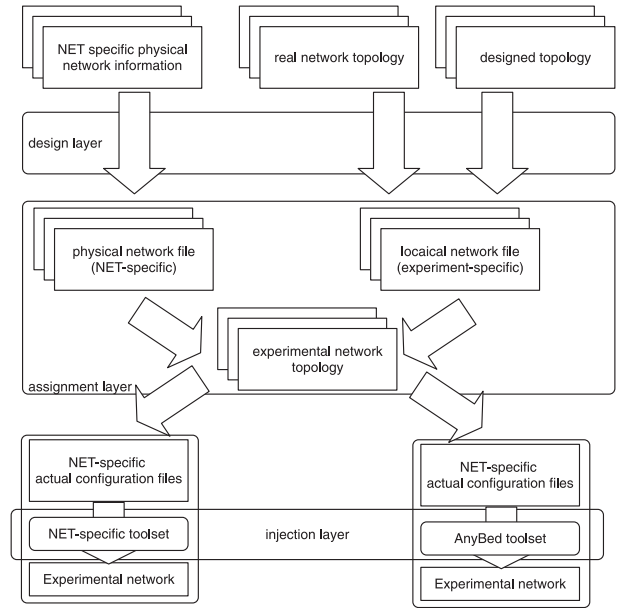 NET specific physical
network information
real network topology
designed topology
design layer
physical network file
(NET-specific)
locaical network file
(experiment-specific)
experimental network
topology
assignment layer
NET-specific
actual configuration files
NET-specific
actual configuration files
NET-specific toolset
injection layer
AnyBed toolset
Experimental network
Experimental network